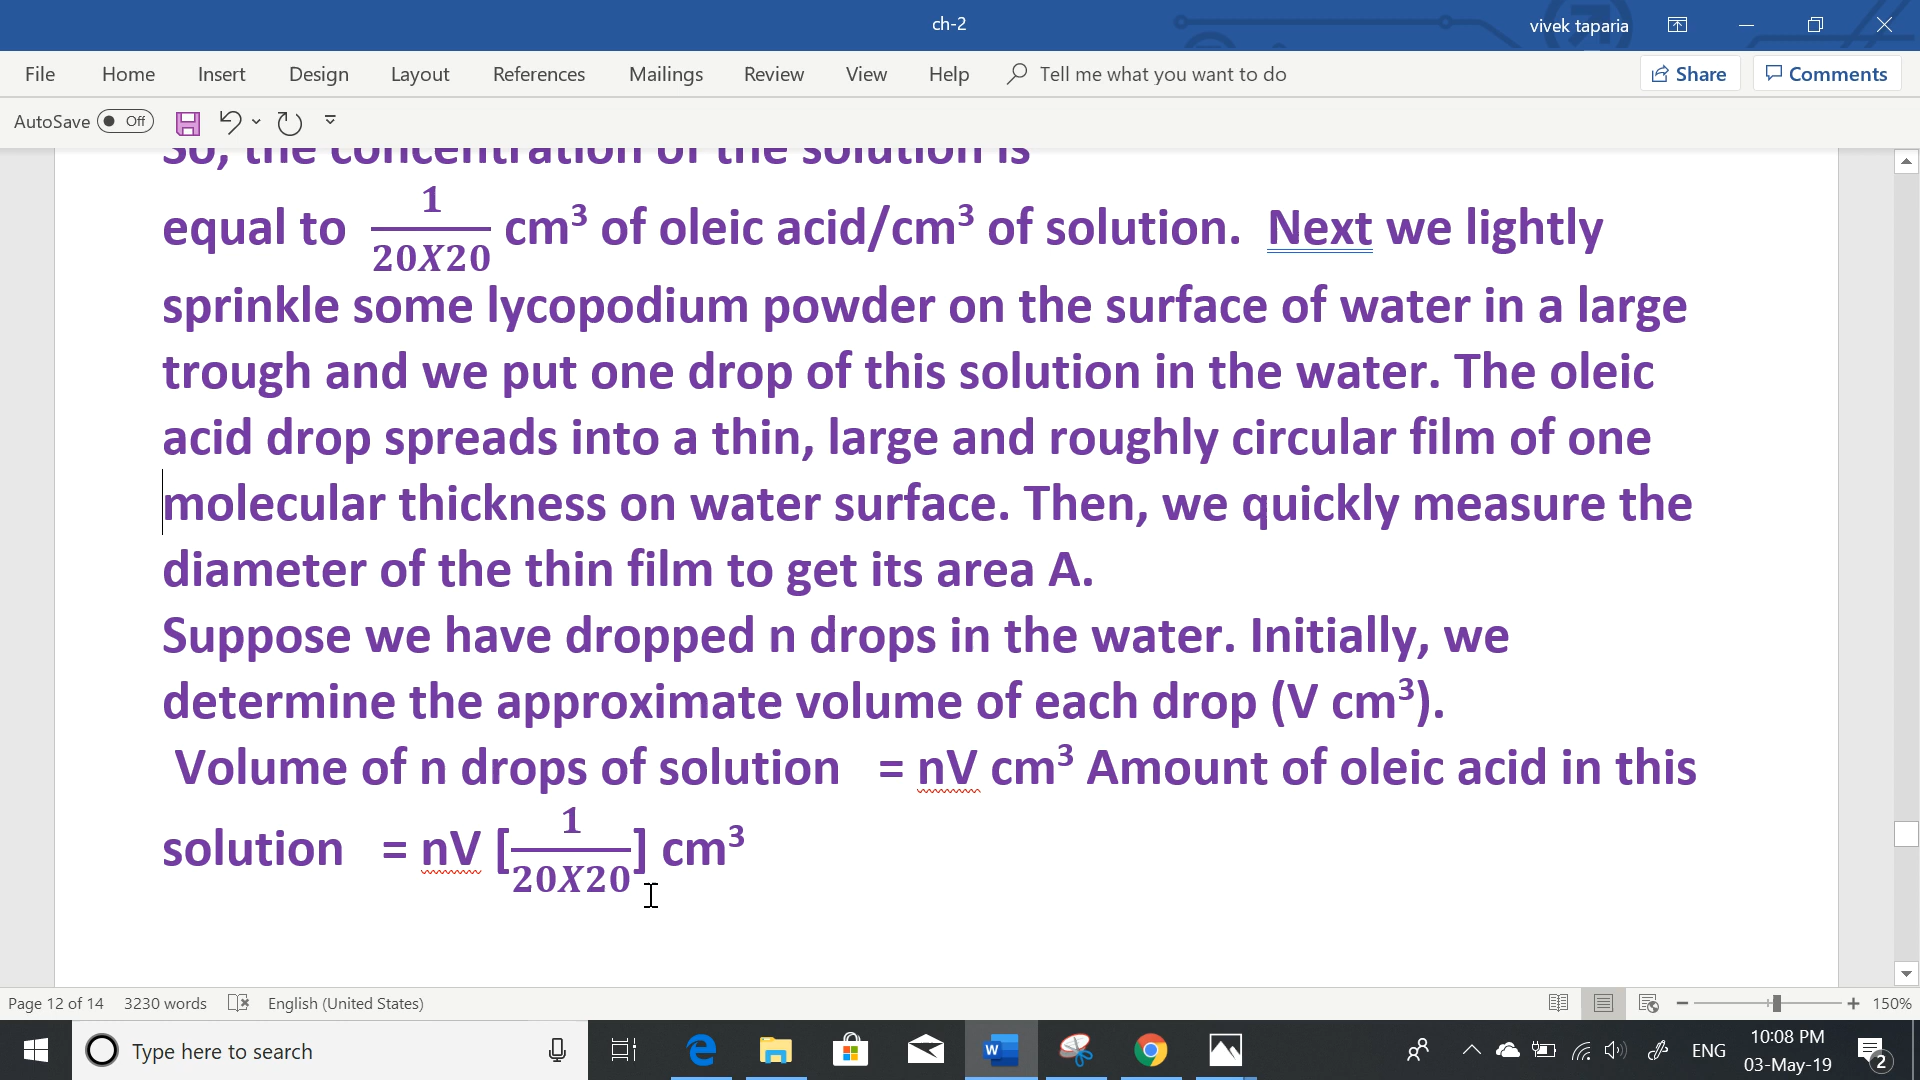 ch-2
vivek taparia
File Home Insert Design Layout References Mailings Review View Help Tell me what you want to do Share Comments
AutoSave Off
So, the concentration of the solution is
equal to 1/20X20 cm³ of oleic acid/cm³ of solution. Next we lightly
sprinkle some lycopodium powder on the surface of water in a large
trough and we put one drop of this solution in the water. The oleic
acid drop spreads into a thin, large and roughly circular film of one
molecular thickness on water surface. Then, we quickly measure the
diameter of the thin film to get its area A.
Suppose we have dropped n drops in the water. Initially, we
determine the approximate volume of each drop (V cm³).
Volume of n drops of solution = nV cm³ Amount of oleic acid in this
solution = nV [1/20X20] cm³
Page 12 of 14 3230 words English (United States) 150%
Type here to search ENG 10:08 PM
03-May-19 2